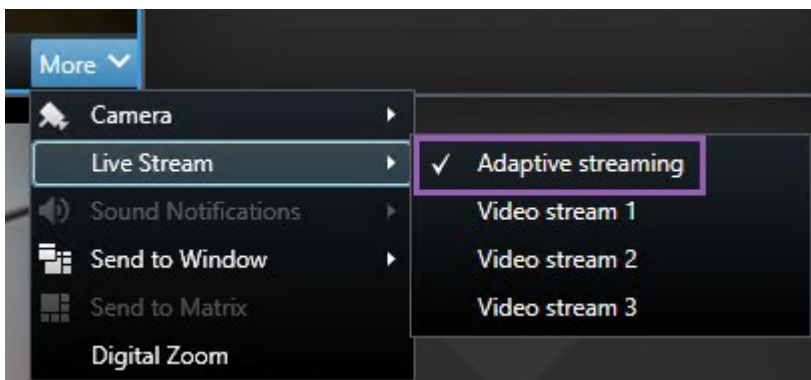 More
Camera
Live Stream
Sound Notifications
Send to Window
Send to Matrix
Digital Zoom
Adaptive streaming
Video stream 1
Video stream 2
Video stream 3